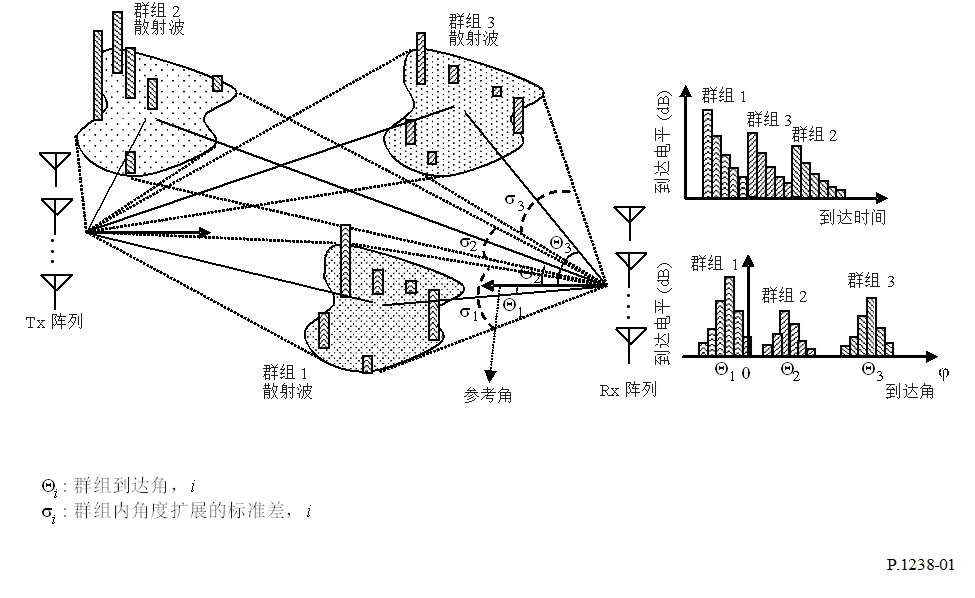 群组 2
散射波
群组 3
散射波
Tx 阵列
群组 1
散射波
σ3
σ2
σ1
Θ3
Θ2
Θ1
参考角
Rx 阵列
到达电平 (dB)
群组 1
群组 3
群组 2
到达时间
到达电平 (dB)
群组 1
群组 2
群组 3
Θ1 0 Θ2 Θ3 φ
到达角
Θi : 群组到达角，i
σi : 群组内角度扩展的标准差，i
P.1238-01